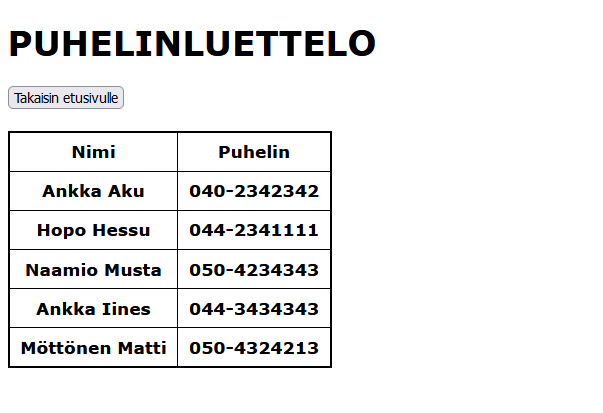 PUHELINLUETTELO
Takaisin etusivulle
Nimi Puhelin
Ankka Aku 040-2342342
Hopo Hessu 044-2341111
Naamio Musta 050-4234343
Ankka Iines 044-3434343
Möttönen Matti 050-4324213